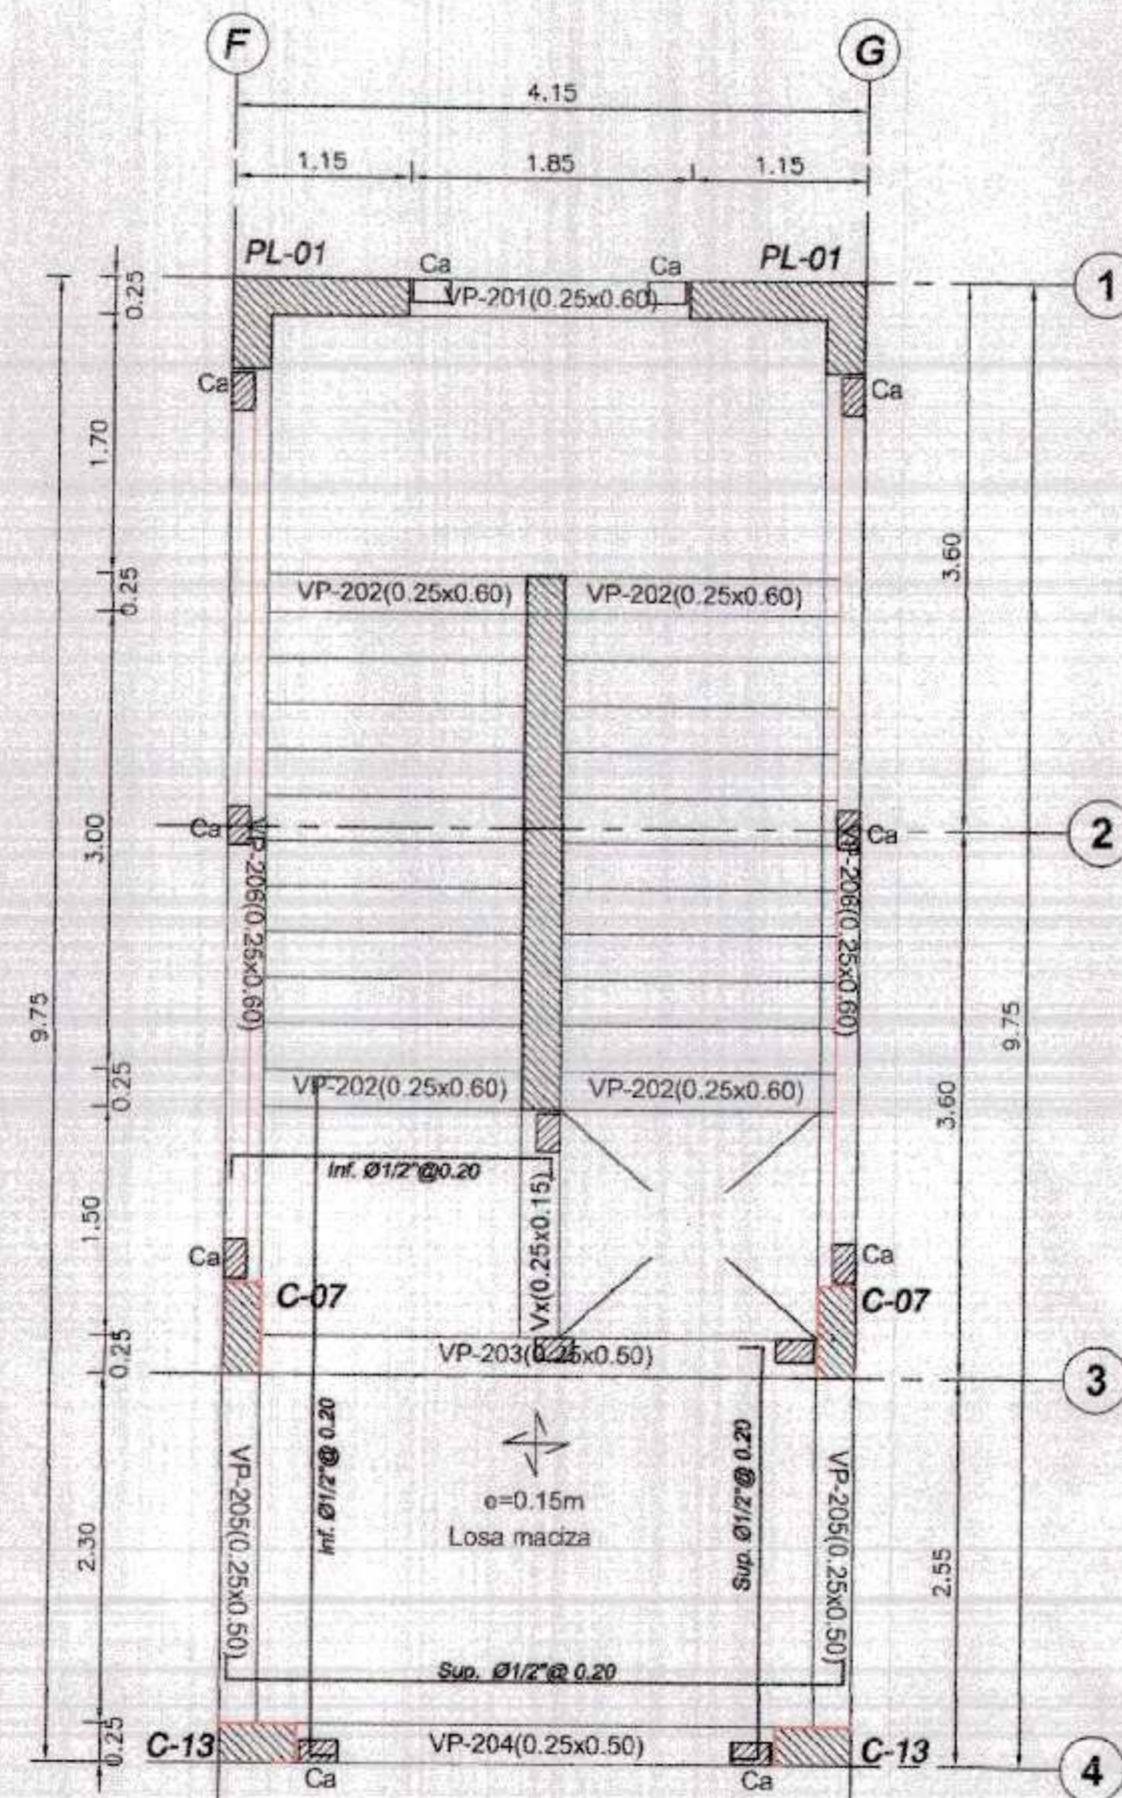 F
G
4.15
1.15
1.85
1.15
PL-01
Ca
Ca
PL-01
VP-201(0.25x0.60)
1
0.25
Ca
Ca
1.70
3.60
0.25
VP-202(0.25x0.60)
VP-202(0.25x0.60)
3.00
Ca
Ca
2
VP-206(0.25x0.60)
VP-206(0.25x0.60)
9.75
9.75
0.25
VP-202(0.25x0.60)
VP-202(0.25x0.60)
3.60
Inf. Ø1/2"@0.20
1.50
Vx(0.25x0.15)
Ca
Ca
C-07
C-07
0.25
VP-203(0.25x0.50)
3
Inf. Ø1/2"@ 0.20
Sup. Ø1/2"@ 0.20
VP-205(0.25x0.50)
VP-205(0.25x0.50)
e=0.15m
Losa maciza
2.30
2.55
Sup. Ø1/2"@ 0.20
0.25
C-13
VP-204(0.25x0.50)
C-13
Ca
Ca
4